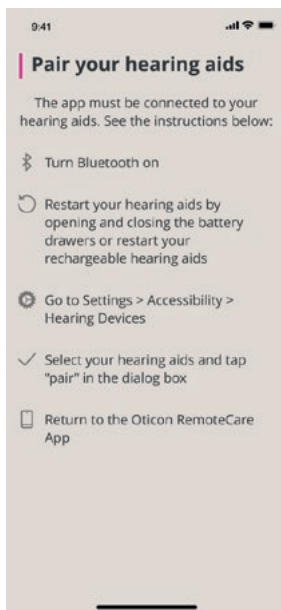 9:41
Pair your hearing aids
The app must be connected to your
hearing aids. See the instructions below:
Turn Bluetooth on
Restart your hearing aids by
opening and closing the battery
drawers or restart your
rechargeable hearing aids
Go to Settings > Accessibility >
Hearing Devices
Select your hearing aids and tap
"pair" in the dialog box
Return to the Oticon RemoteCare
App